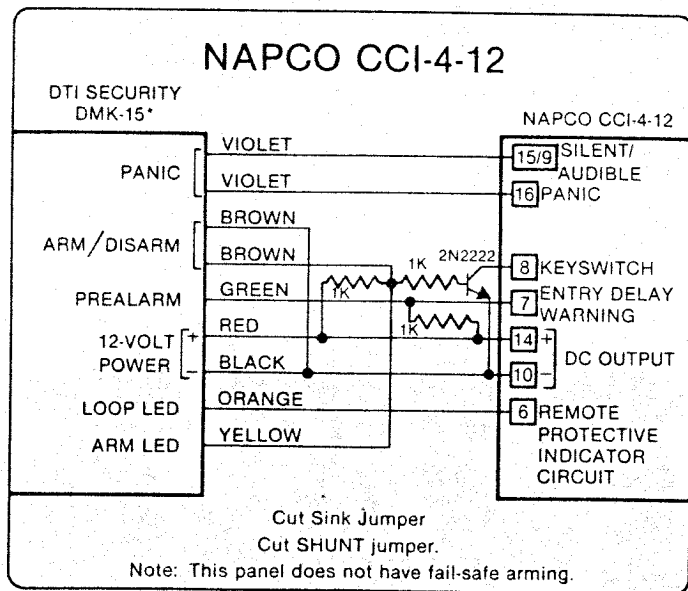 NAPCO CCI-4-12
DTI SECURITY
DMK-15*
NAPCO CCI-4-12
PANIC
VIOLET
VIOLET
15/9 SILENT/
AUDIBLE
16 PANIC
ARM/DISARM
BROWN
BROWN
1K
1K
2N2222
8 KEYSWITCH
PREALARM
GREEN
1K
7 ENTRY DELAY
WARNING
12-VOLT
POWER
+
−
RED
BLACK
14 +
10 −
DC OUTPUT
LOOP LED
ORANGE
6 REMOTE
PROTECTIVE
INDICATOR
CIRCUIT
ARM LED
YELLOW
Cut Sink Jumper
Cut SHUNT jumper.
Note: This panel does not have fail-safe arming.